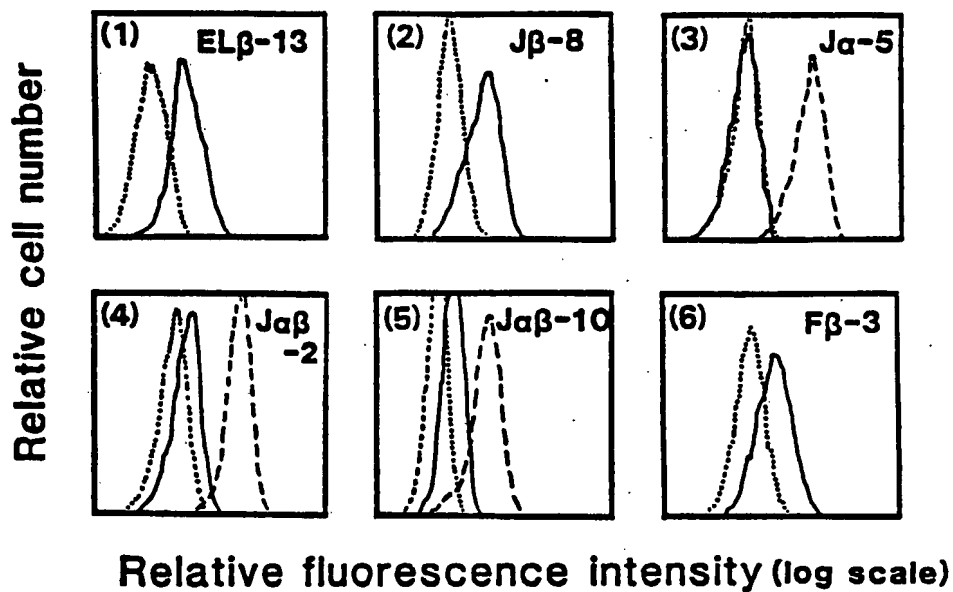 Relative cell number
(1) ELβ-13
(2) Jβ-8
(3) Jα-5
(4) Jαβ
-2
(5) Jαβ-10
(6) Fβ-3
Relative fluorescence intensity (log scale)